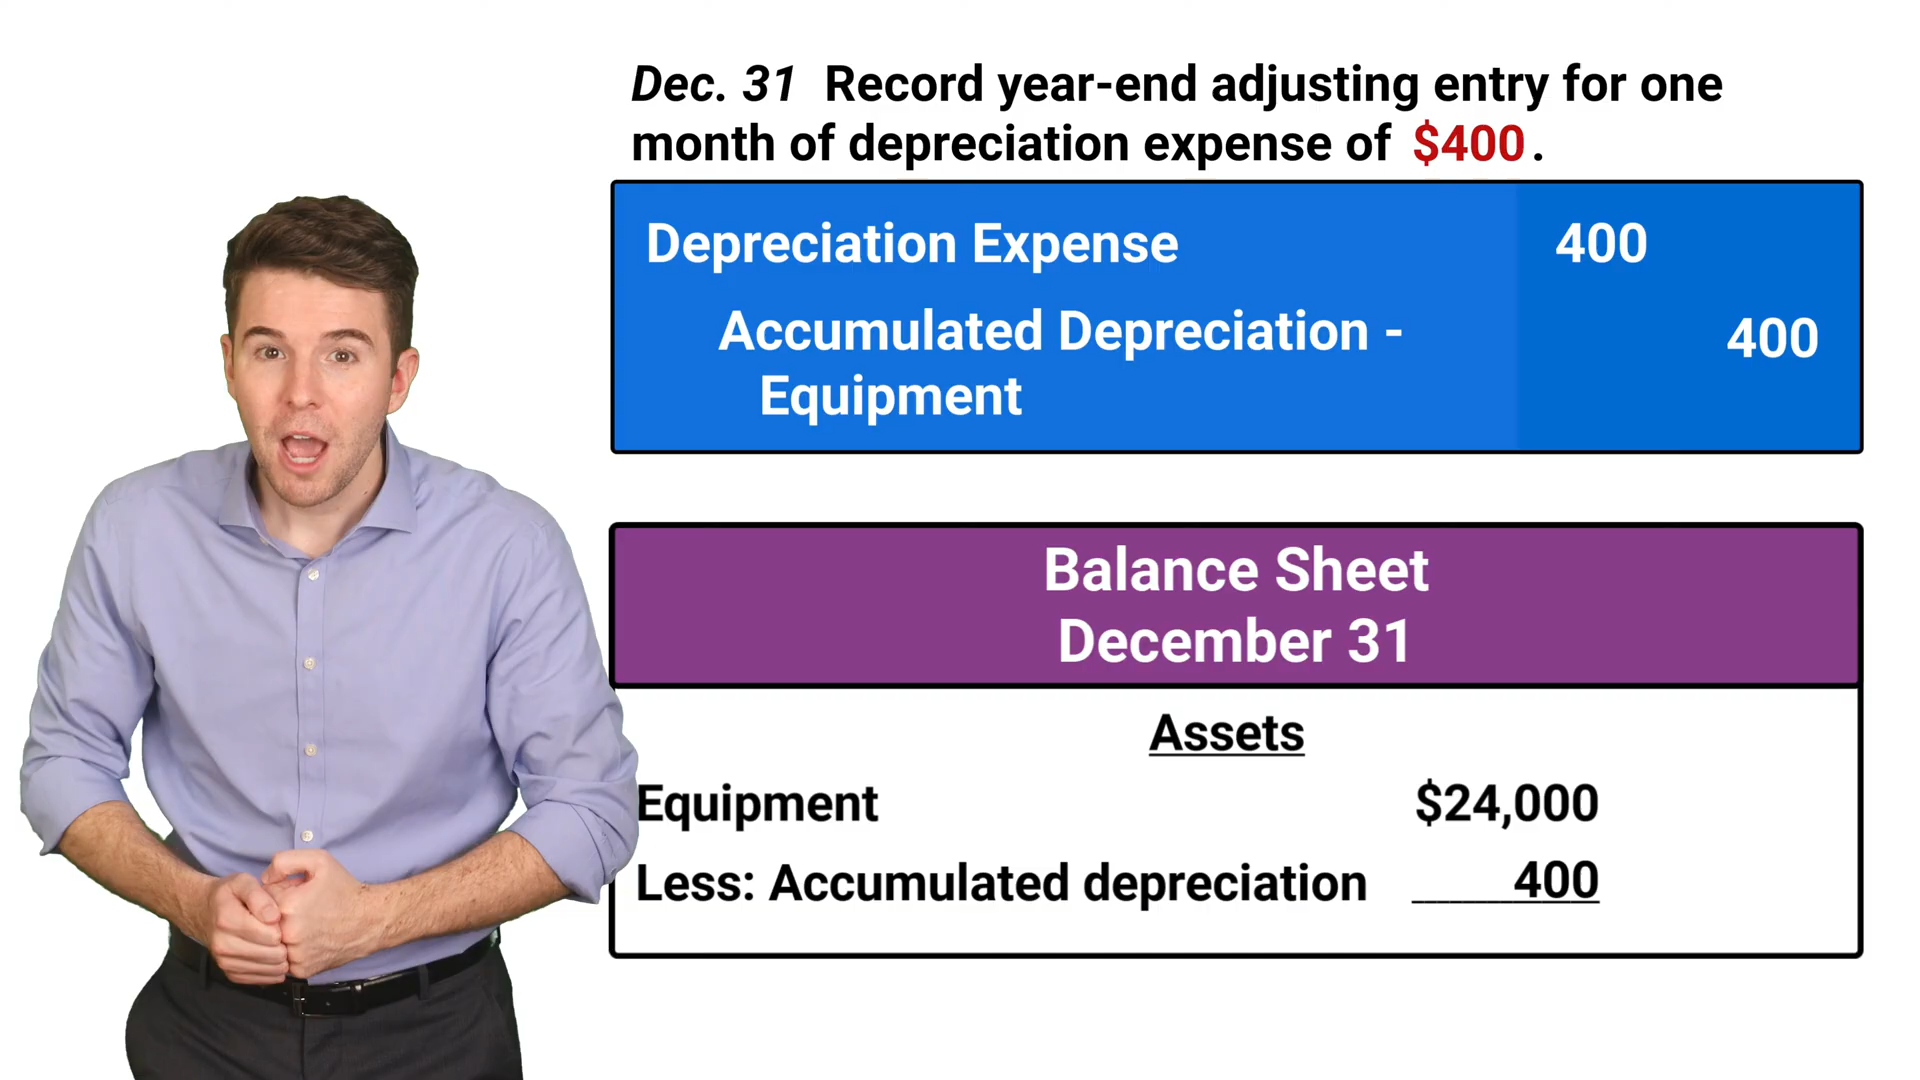 Dec. 31 Record year-end adjusting entry for one
month of depreciation expense of $400.
Depreciation Expense 400
Accumulated Depreciation - 400
Equipment
Balance Sheet
December 31
Assets
Equipment $24,000
Less: Accumulated depreciation 400